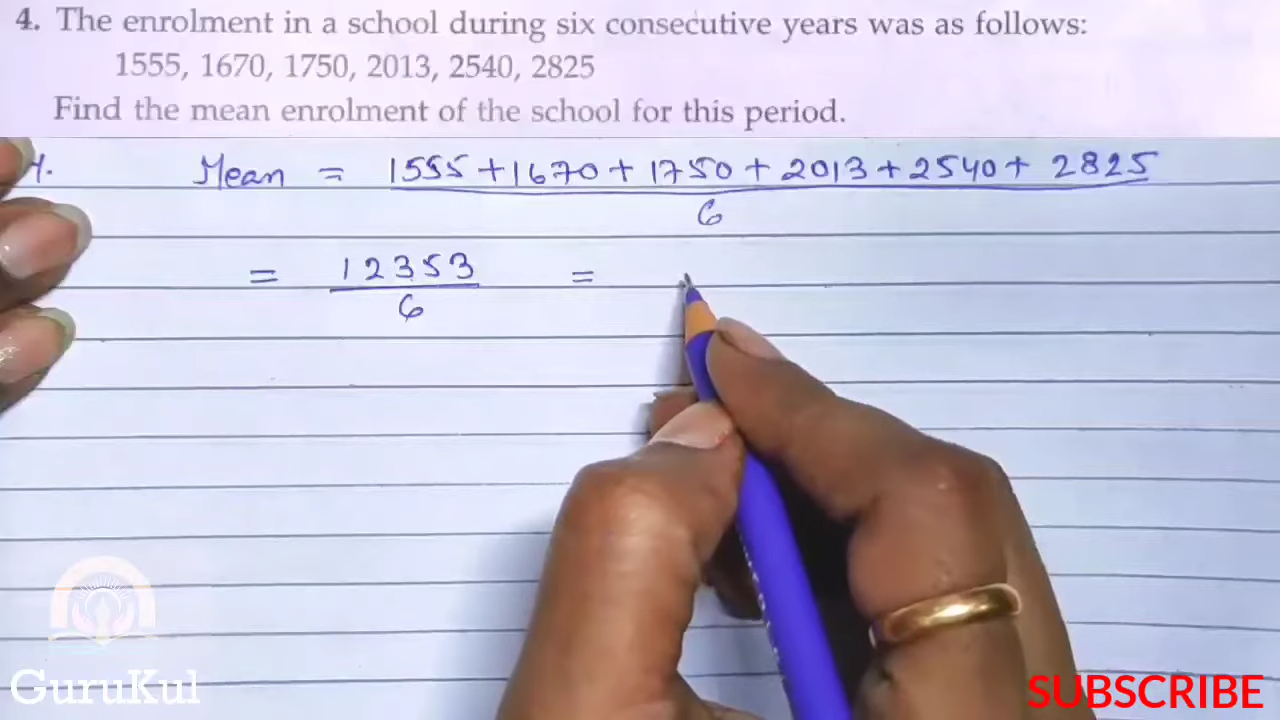 4. The enrolment in a school during six consecutive years was as follows:
1555, 1670, 1750, 2013, 2540, 2825
Find the mean enrolment of the school for this period.
4. Mean = 1555 + 1670 + 1750 + 2013 + 2540 + 2825
6
= 12353 =
6
GuruKul
SUBSCRIBE